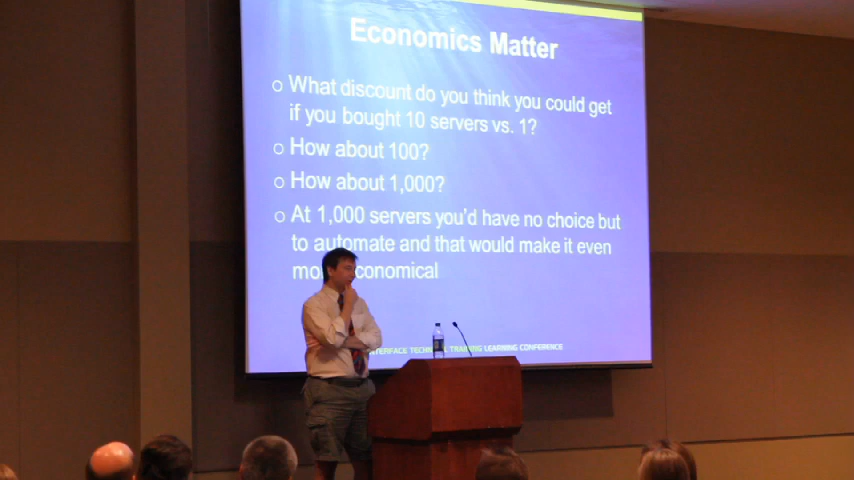 Economics Matter
○ What discount do you think you could get
if you bought 10 servers vs. 1?
○ How about 100?
○ How about 1,000?
○ At 1,000 servers you'd have no choice but
to automate and that would make it even
economical
TRAINING LEARNING CONFERENCE